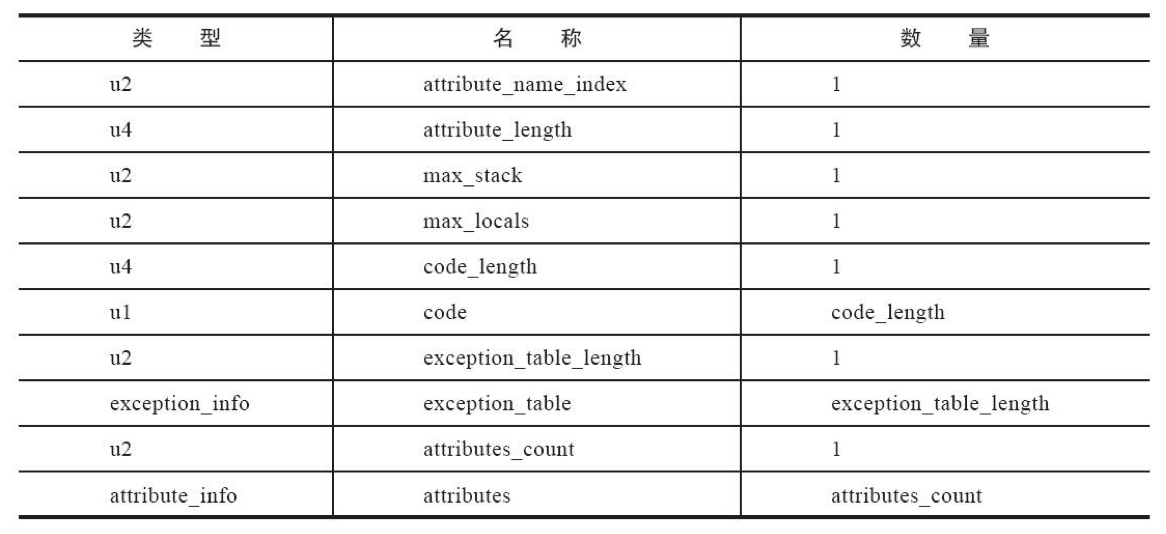 类 型 名 称 数 量
u2 attribute_name_index 1
u4 attribute_length 1
u2 max_stack 1
u2 max_locals 1
u4 code_length 1
u1 code code_length
u2 exception_table_length 1
exception_info exception_table exception_table_length
u2 attributes_count 1
attribute_info attributes attributes_count